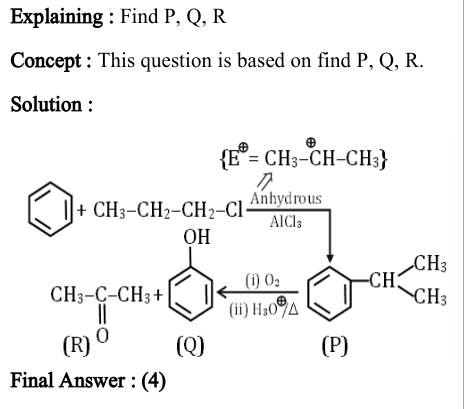 Explaining : Find P, Q, R
Concept : This question is based on find P, Q, R.
Solution :
{E⊕ = CH3–CH⊕–CH3}
+ CH3–CH2–CH2–Cl
Anhydrous
AlCl3
OH
CH3–C–CH3 +
O
(i) O2
(ii) H3O⊕/Δ
CH
CH3
CH3
(R)
(Q)
(P)
Final Answer : (4)